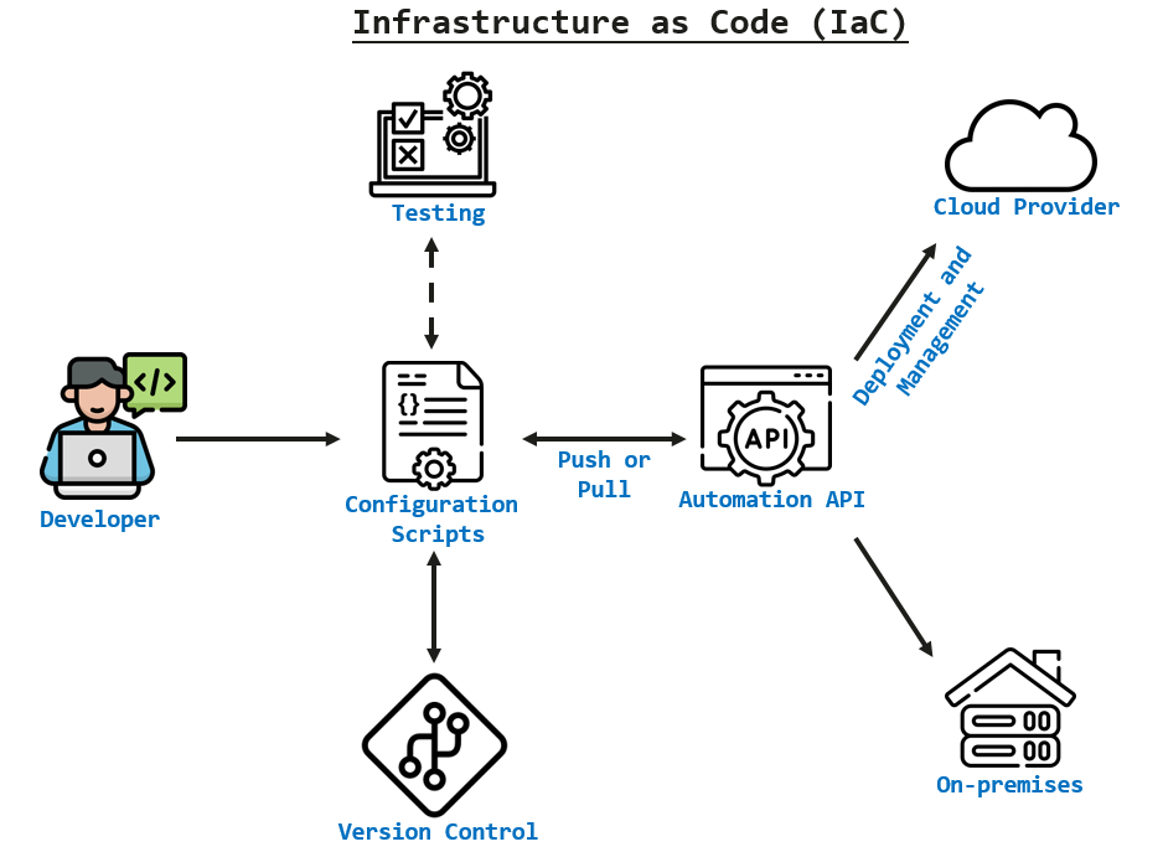 Infrastructure as Code (IaC)
Testing
Cloud Provider
Deployment and
Management
</>
{}
API
Developer
Configuration
Scripts
Push or
Pull
Automation API
Version Control
On-premises